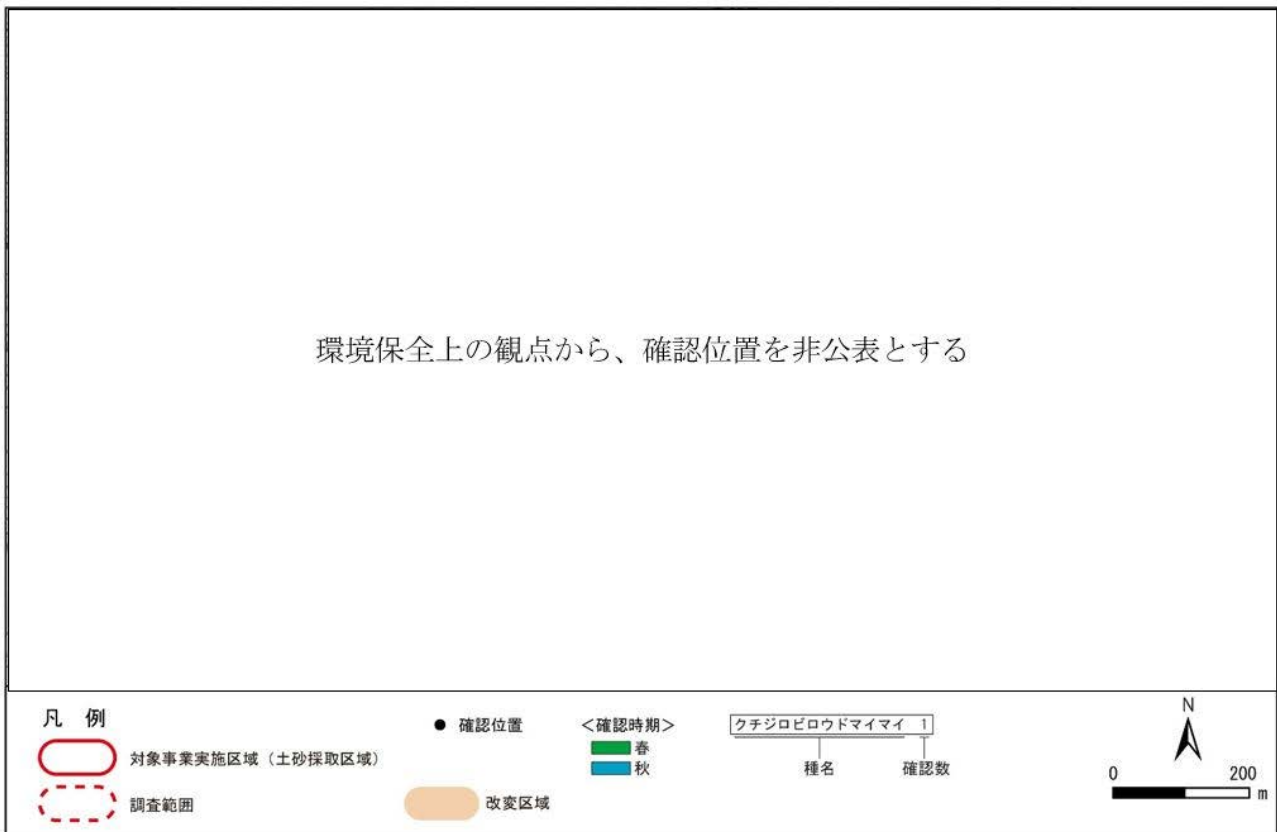 環境保全上の観点から、確認位置を非公表とする
凡 例
対象事業実施区域（土砂採取区域）
調査範囲
● 確認位置
改変区域
＜確認時期＞
春
秋
クチジロビロウドマイマイ 1
種名 確認数
N
0 200
m